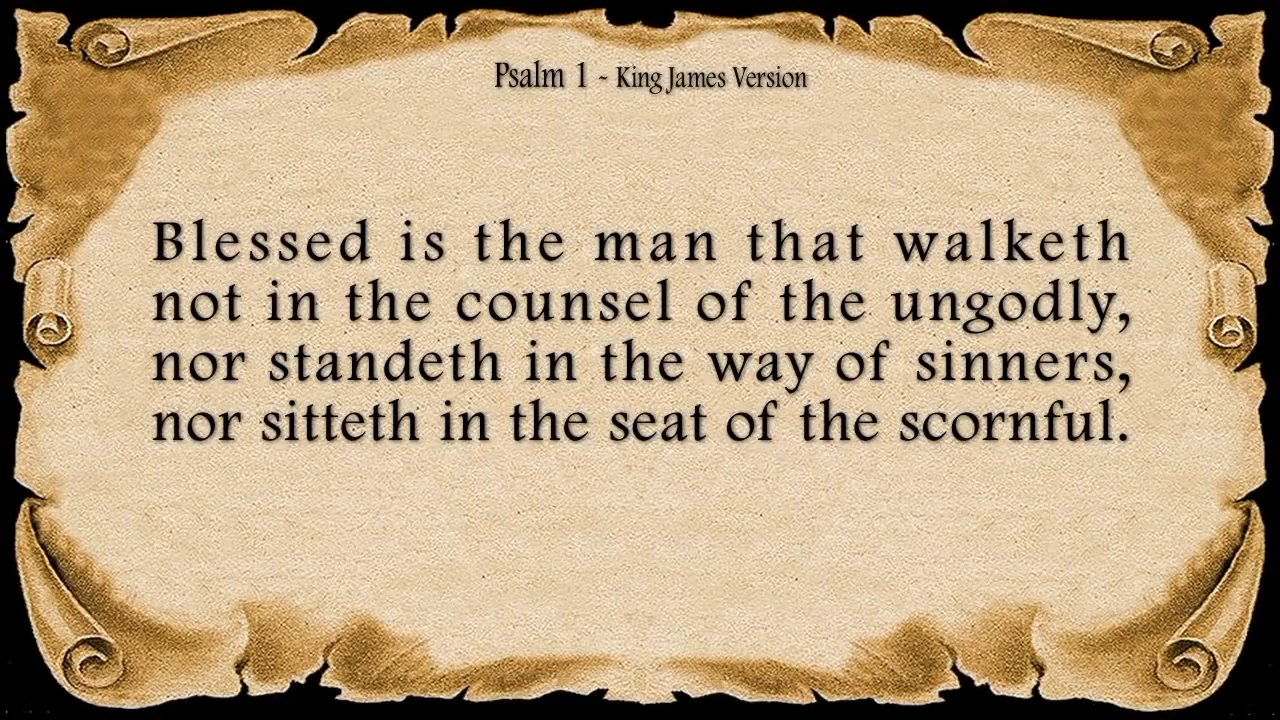 Psalm 1 - King James Version
Blessed is the man that walketh
not in the counsel of the ungodly,
nor standeth in the way of sinners,
nor sitteth in the seat of the scornful.